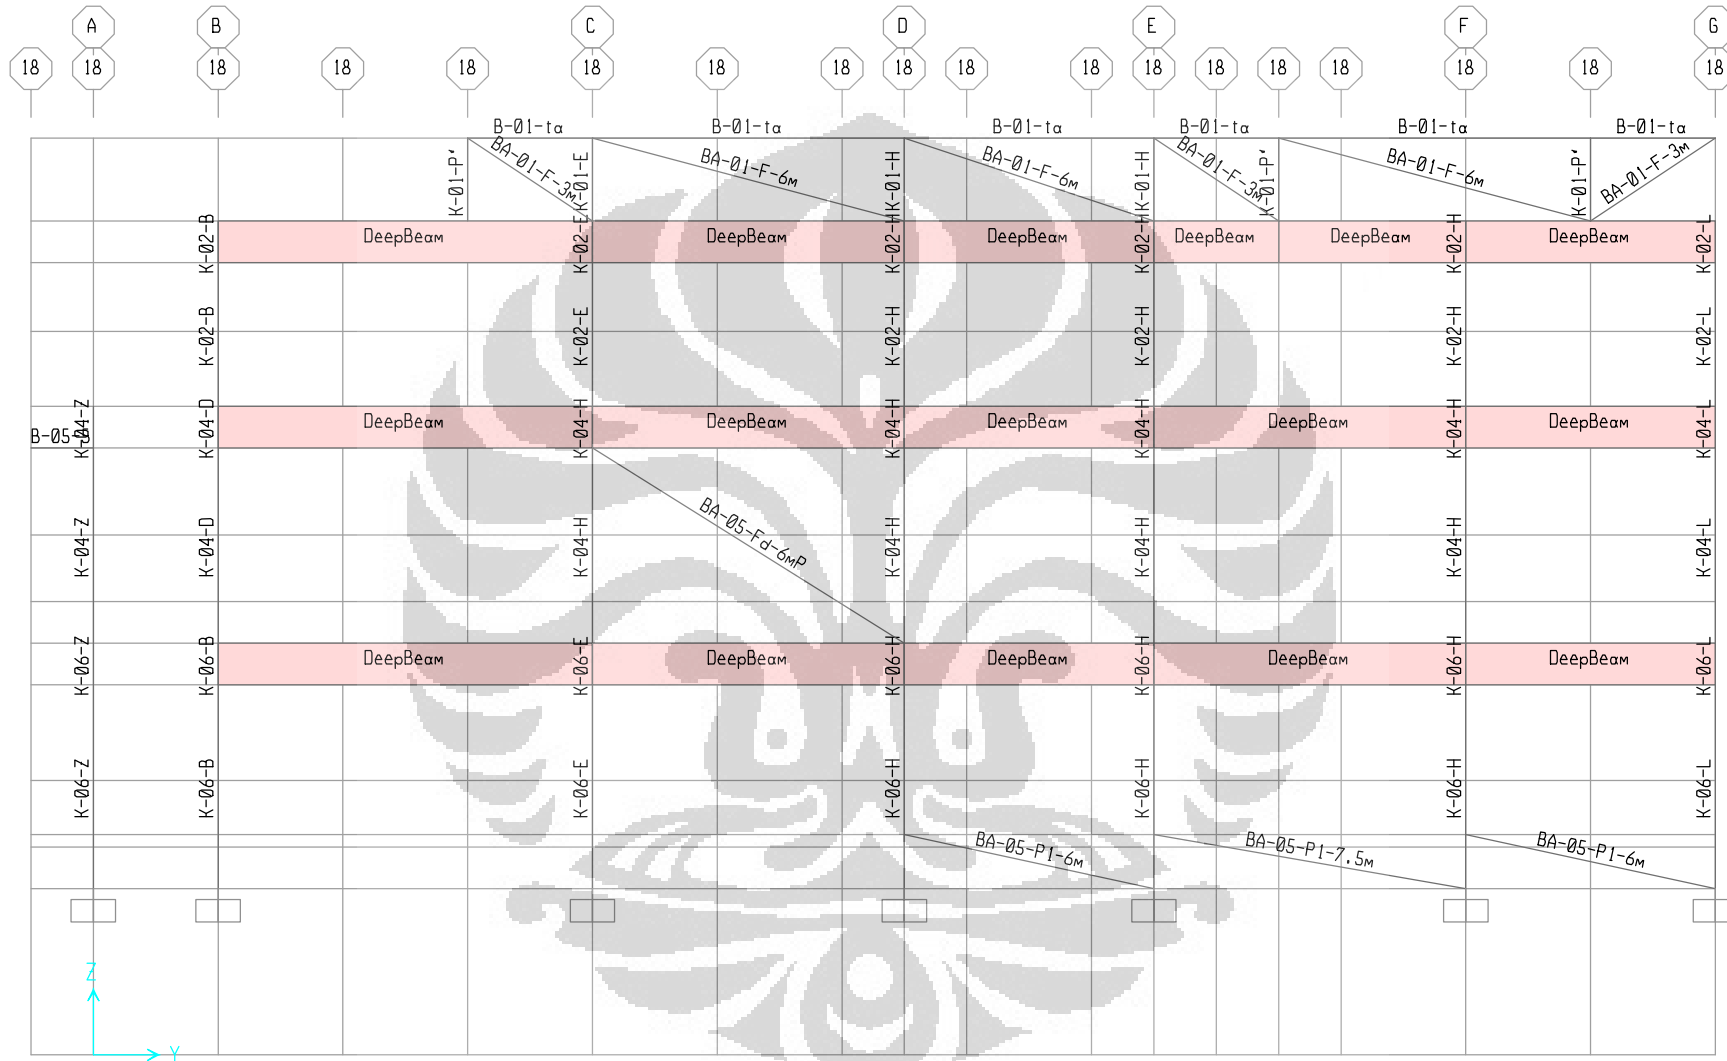 A B C D E F G
18 18 18 18 18 18 18 18 18 18 18 18 18 18 18 18 18
B-01-ta B-01-ta B-01-ta B-01-ta B-01-ta B-01-ta
K-01-P' BA-01-F-3m K-01-E BA-01-F-6m K-01-H BA-01-F-6m K-01-H BA-01-F-3m K-01-P' BA-01-F-6m K-01-P' BA-01-F-3m
K-02-B DeepBeam K-02-E DeepBeam K-02-H DeepBeam K-02-H DeepBeam DeepBeam K-02-H DeepBeam K-02-L
K-02-B K-02-E K-02-H K-02-H K-02-H K-02-L
K-04-Z K-04-D DeepBeam K-04-H DeepBeam K-04-H DeepBeam K-04-H DeepBeam K-04-H DeepBeam K-04-L
K-04-Z K-04-D K-04-H BA-05-Fd-6mP K-04-H K-04-H K-04-H K-04-L
K-06-Z K-06-B DeepBeam K-06-E DeepBeam K-06-H DeepBeam K-06-H DeepBeam K-06-H DeepBeam K-06-L
K-06-Z K-06-B K-06-E K-06-H K-06-H K-06-H K-06-L
BA-05-P1-6m BA-05-P1-7.5m BA-05-P1-6m
Z
Y